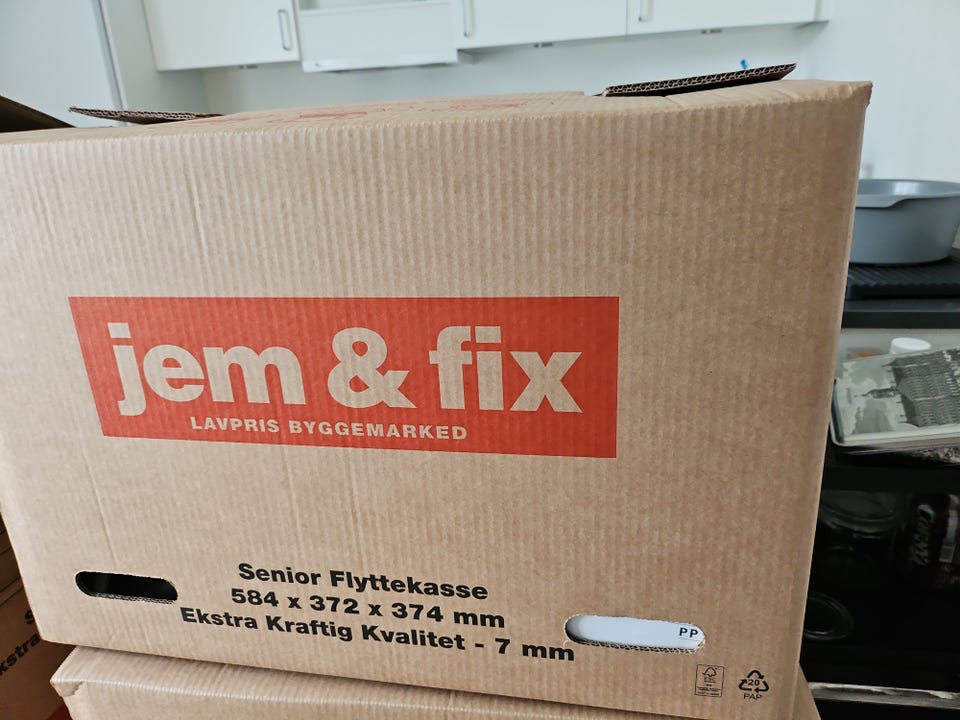 jem & fix
LAVPRIS BYGGEMARKED
Senior Flyttekasse
584 x 372 x 374 mm
Ekstra Kraftig Kvalitet - 7 mm
PP
20
PAP